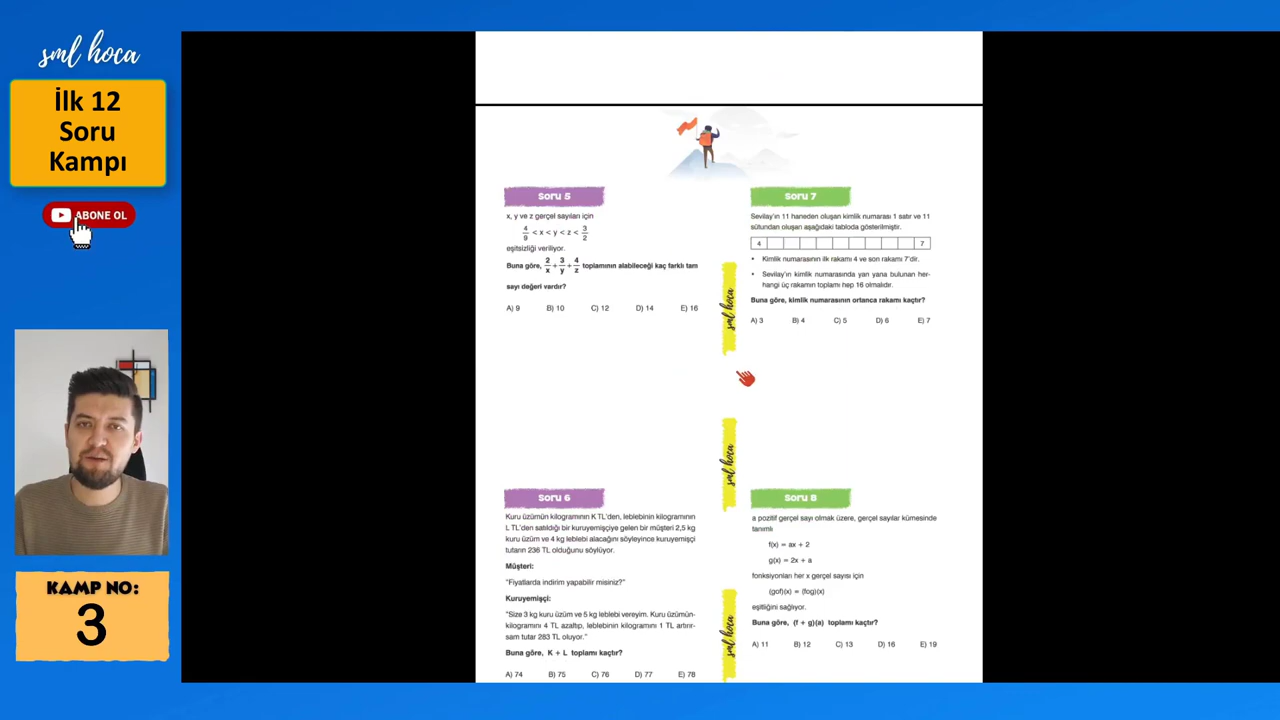 sml hoca
İlk 12
Soru
Kampı
ABONE OL
KAMP NO:
3
Soru 5
x, y ve z gerçel sayıları için
4/9 < x < y < z < 3/2
eşitsizliği veriliyor.
Buna göre, 2/x + 3/y + 4/z toplamının alabileceği kaç farklı tam
sayı değeri vardır?
A) 9 B) 10 C) 12 D) 14 E) 16
Soru 6
Kuru üzümün kilogramının K TL'den, leblebinin kilogramının
L TL'den satıldığı bir kuruyemişçiye gelen bir müşteri 2,5 kg
kuru üzüm ve 4 kg leblebi alacağını söyleyince kuruyemişçi
tutarın 236 TL olduğunu söylüyor.
Müşteri:
"Fiyatlarda indirim yapabilir misiniz?"
Kuruyemişçi:
"Size 3 kg kuru üzüm ve 5 kg leblebi vereyim. Kuru üzümün-
kilogramını 4 TL azaltıp, leblebinin kilogramını 1 TL artırır-
sam tutar 283 TL oluyor."
Buna göre, K + L toplamı kaçtır?
A) 74 B) 75 C) 76 D) 77 E) 78
sml hoca
sml hoca
sml hoca
Soru 7
Sevilay'ın 11 haneden oluşan kimlik numarası 1 satır ve 11
sütundan oluşan aşağıdaki tabloda gösterilmiştir.
4 7
• Kimlik numarasının ilk rakamı 4 ve son rakamı 7'dir.
• Sevilay'ın kimlik numarasında yan yana bulunan her-
hangi üç rakamın toplamı hep 16 olmalıdır.
Buna göre, kimlik numarasının ortanca rakamı kaçtır?
A) 3 B) 4 C) 5 D) 6 E) 7
Soru 8
a pozitif gerçel sayı olmak üzere, gerçel sayılar kümesinde
tanımlı
f(x) = ax + 2
g(x) = 2x + a
fonksiyonları her x gerçel sayısı için
(gof)(x) = (fog)(x)
eşitliğini sağlıyor.
Buna göre, (f + g)(a) toplamı kaçtır?
A) 11 B) 12 C) 13 D) 16 E) 19